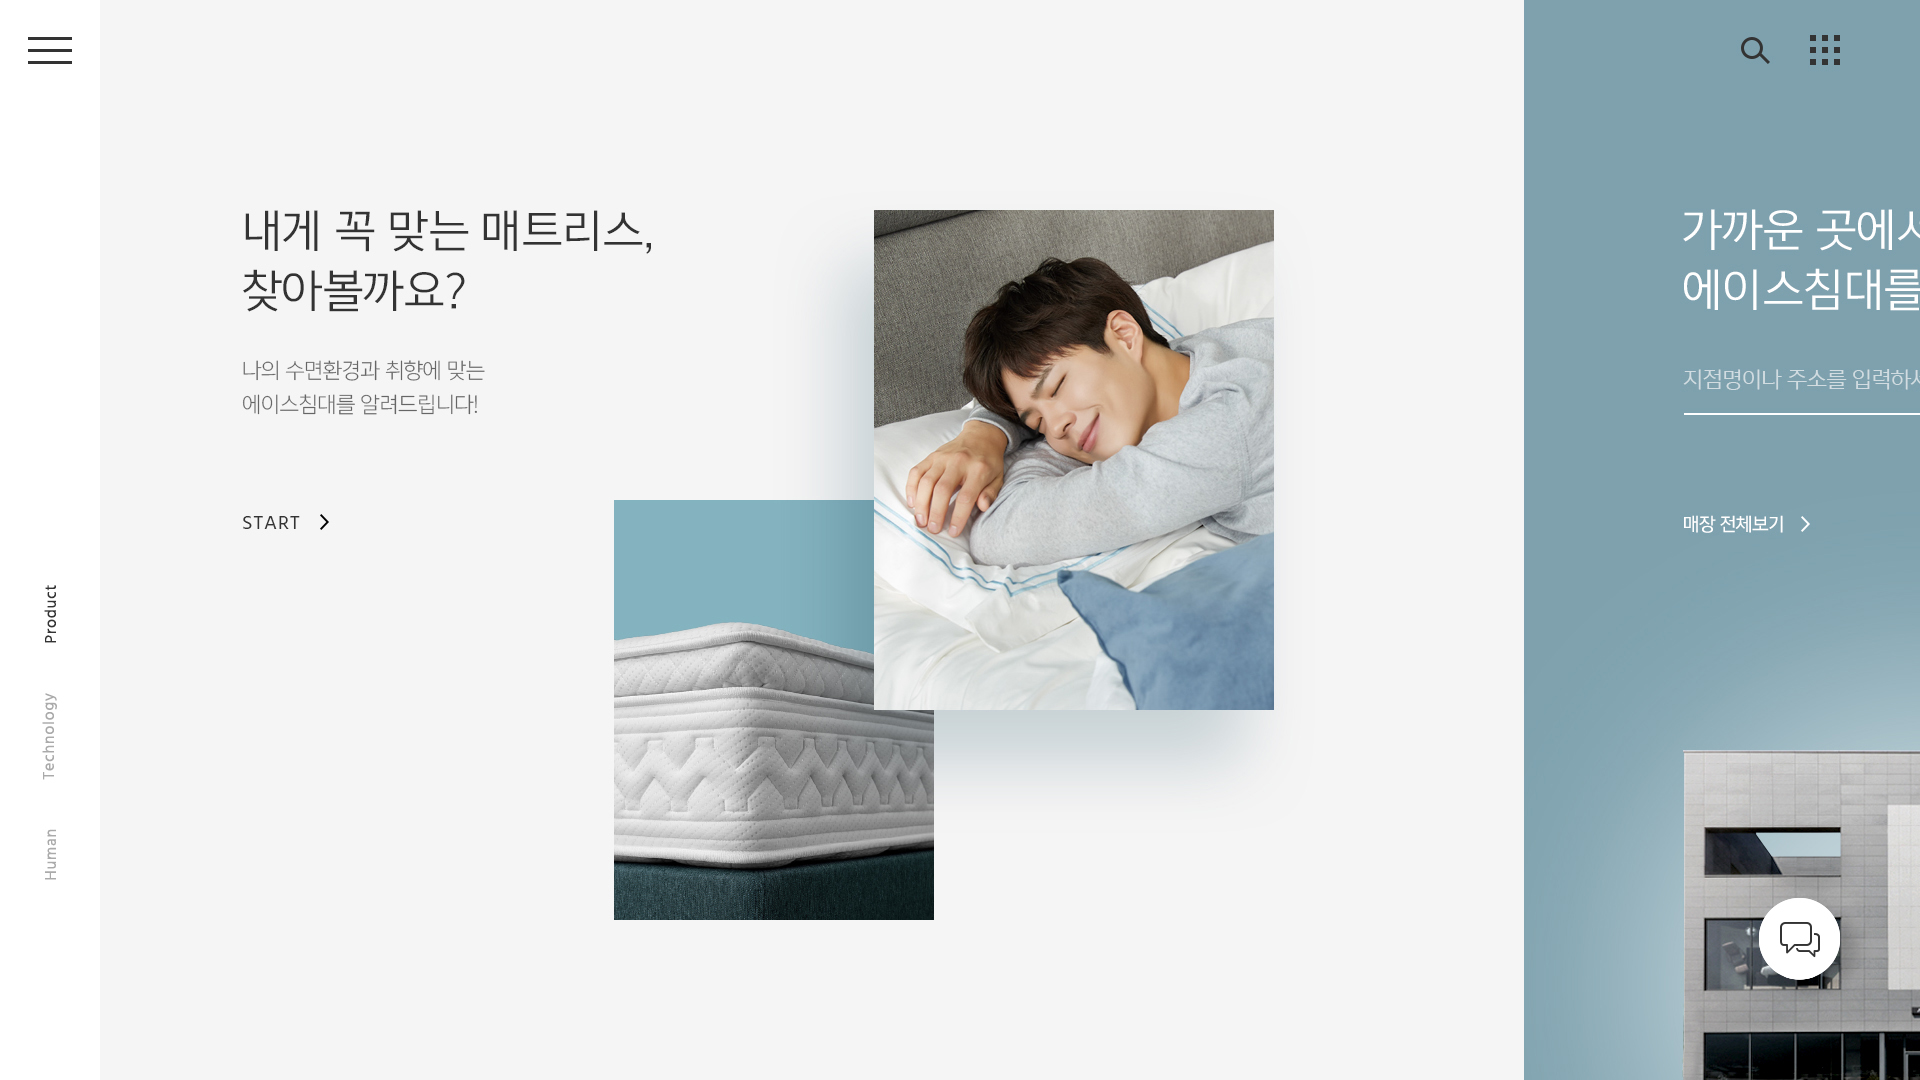 내게 꼭 맞는 매트리스,
찾아볼까요?
나의 수면환경과 취향에 맞는
에이스침대를 알려드립니다!
START
Product
Technology
Human
가까운 곳에서
에이스침대를
지점명이나 주소를 입력하세
매장 전체보기